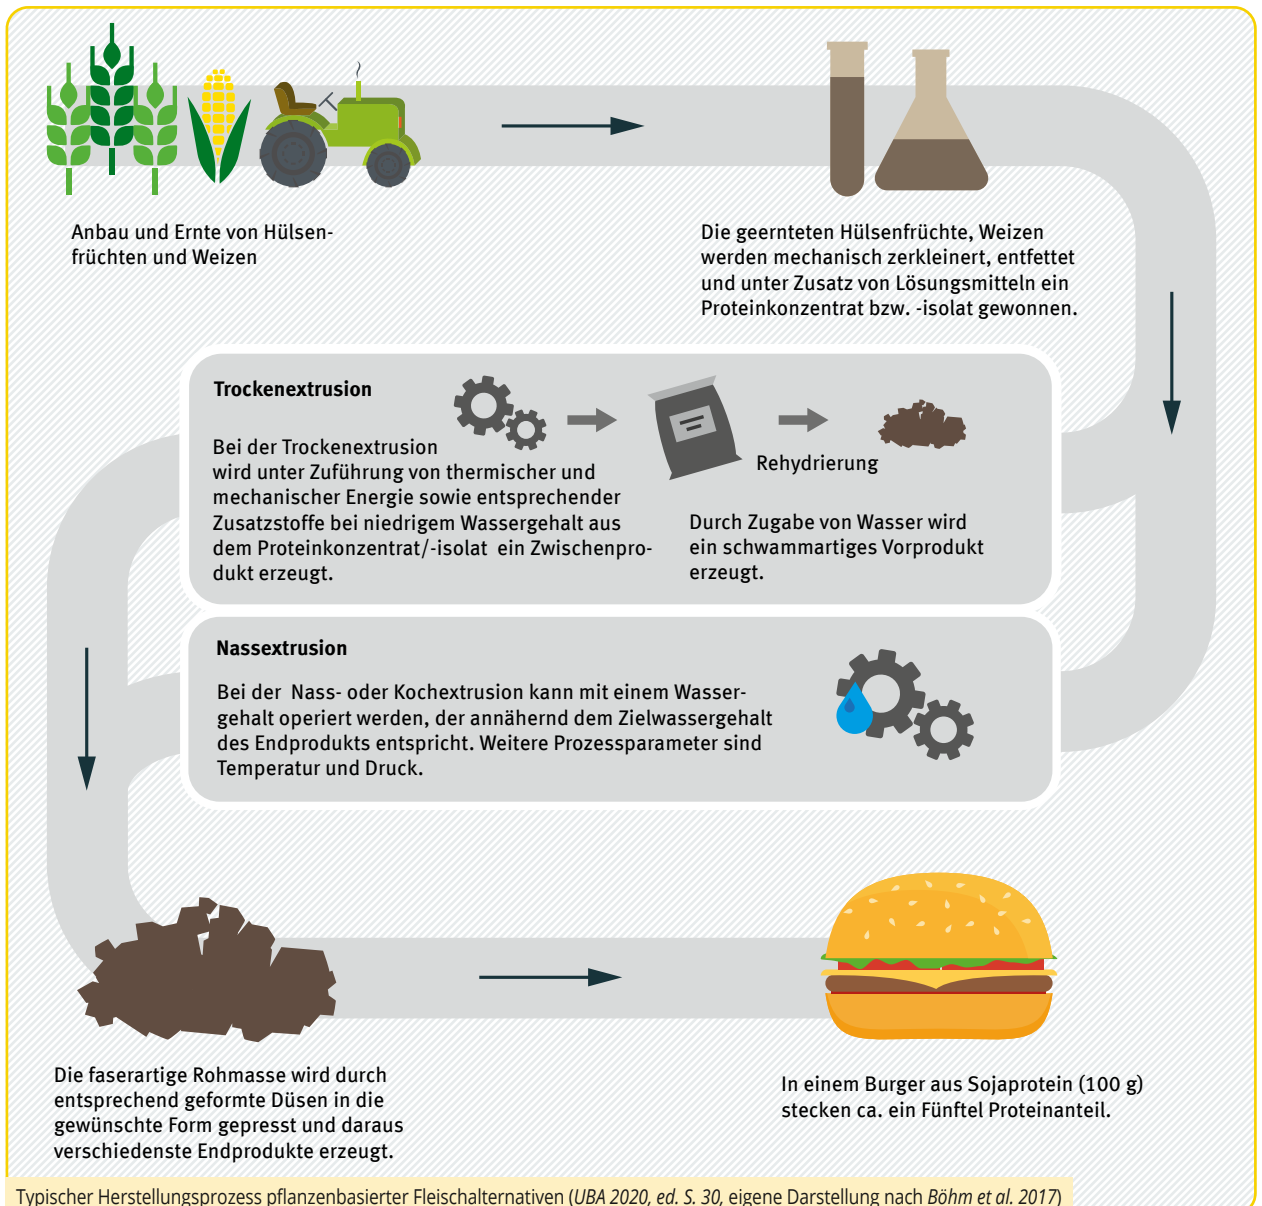 Anbau und Ernte von Hülsen-
früchten und Weizen
Die geernteten Hülsenfrüchte, Weizen
werden mechanisch zerkleinert, entfettet
und unter Zusatz von Lösungsmitteln ein
Proteinkonzentrat bzw. -isolat gewonnen.
Trockenextrusion
Bei der Trockenextrusion
wird unter Zuführung von thermischer und
mechanischer Energie sowie entsprechender
Zusatzstoffe bei niedrigem Wassergehalt aus
dem Proteinkonzentrat/-isolat ein Zwischenpro-
dukt erzeugt.
Rehydrierung
Durch Zugabe von Wasser wird
ein schwammartiges Vorprodukt
erzeugt.
Nassextrusion
Bei der Nass- oder Kochextrusion kann mit einem Wasser-
gehalt operiert werden, der annähernd dem Zielwassergehalt
des Endprodukts entspricht. Weitere Prozessparameter sind
Temperatur und Druck.
Die faserartige Rohmasse wird durch
entsprechend geformte Düsen in die
gewünschte Form gepresst und daraus
verschiedenste Endprodukte erzeugt.
In einem Burger aus Sojaprotein (100 g)
stecken ca. ein Fünftel Proteinanteil.
Typischer Herstellungsprozess pflanzenbasierter Fleischalternativen (UBA 2020, ed. S. 30, eigene Darstellung nach Böhm et al. 2017)